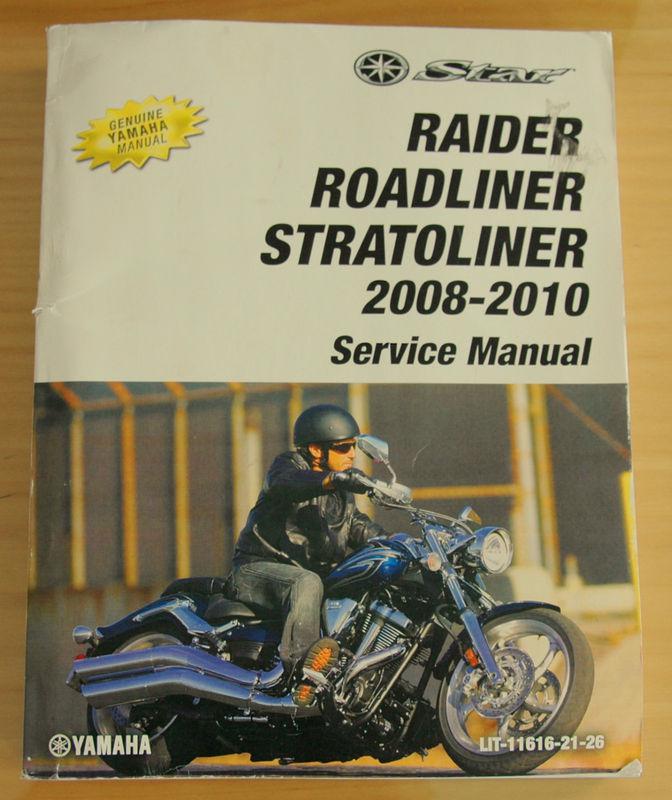 Star
GENUINE
YAMAHA
MANUAL
RAIDER
ROADLINER
STRATOLINER
2008-2010
Service Manual
YAMAHA
LIT-11616-21-26